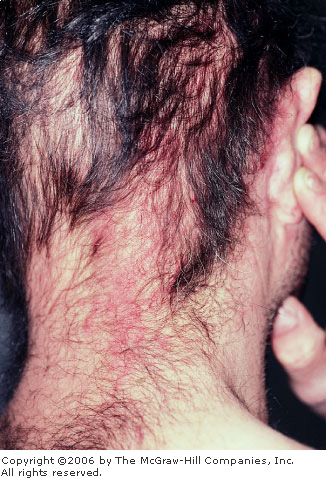 Copyright ©2006 by The McGraw-Hill Companies, Inc.
All rights reserved.